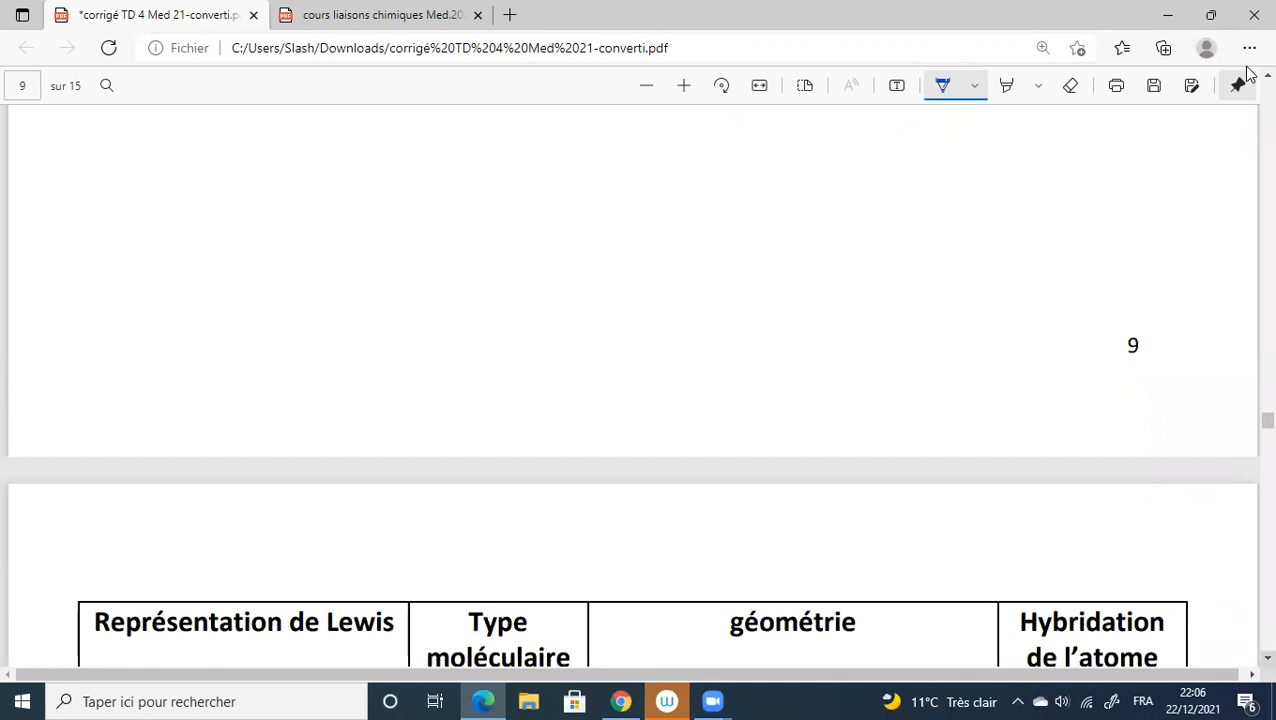 *corrigé TD 4 Med 21-converti.pd
cours liaisons chimiques Med.20
Fichier
C:/Users/Slash/Downloads/corrigé%20TD%204%20Med%2021-converti.pdf
9
sur 15
9
Représentation de Lewis
Type
moléculaire
géométrie
Hybridation
de l’atome
Taper ici pour rechercher
11°C Très clair
FRA
22:06
22/12/2021
6